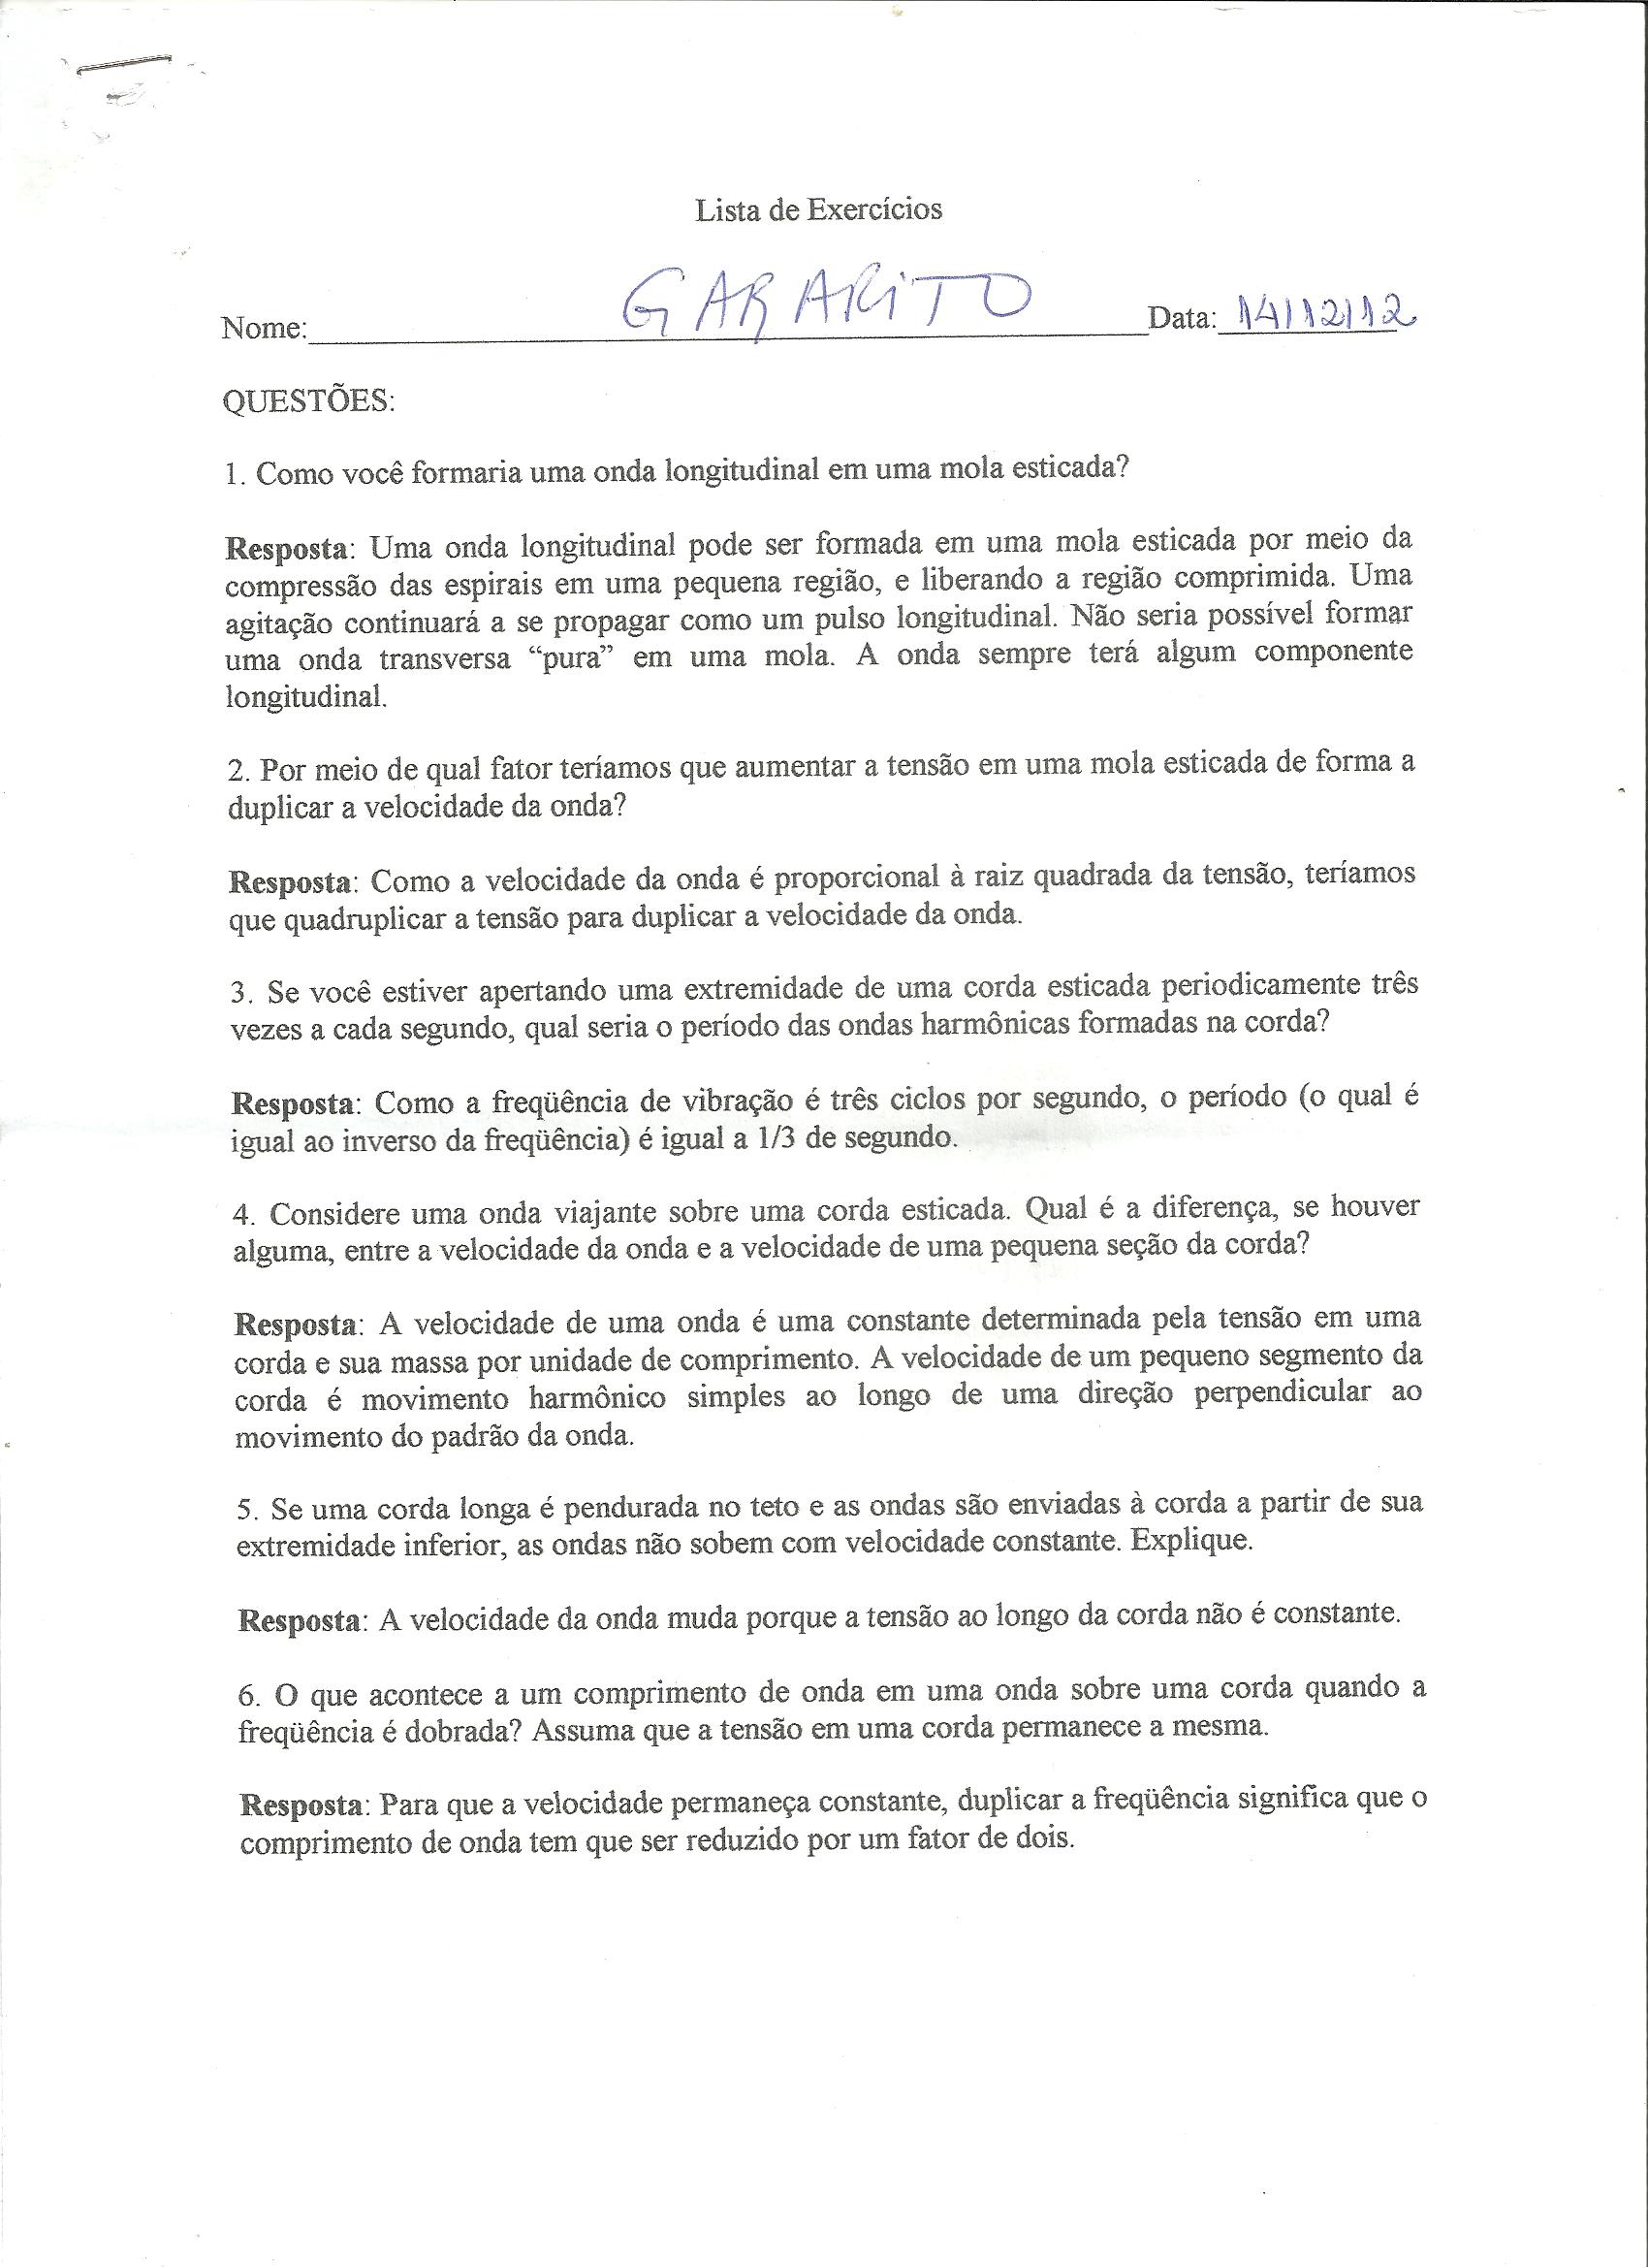 Lista de Exercícios
Nome: GABARITO Data: 14/12/12
QUESTÕES:
1. Como você formaria uma onda longitudinal em uma mola esticada?
Resposta: Uma onda longitudinal pode ser formada em uma mola esticada por meio da
compressão das espirais em uma pequena região, e liberando a região comprimida. Uma
agitação continuará a se propagar como um pulso longitudinal. Não seria possível formar
uma onda transversa “pura” em uma mola. A onda sempre terá algum componente
longitudinal.
2. Por meio de qual fator teríamos que aumentar a tensão em uma mola esticada de forma a
duplicar a velocidade da onda?
Resposta: Como a velocidade da onda é proporcional à raiz quadrada da tensão, teríamos
que quadruplicar a tensão para duplicar a velocidade da onda.
3. Se você estiver apertando uma extremidade de uma corda esticada periodicamente três
vezes a cada segundo, qual seria o período das ondas harmônicas formadas na corda?
Resposta: Como a freqüência de vibração é três ciclos por segundo, o período (o qual é
igual ao inverso da freqüência) é igual a 1/3 de segundo.
4. Considere uma onda viajante sobre uma corda esticada. Qual é a diferença, se houver
alguma, entre a velocidade da onda e a velocidade de uma pequena seção da corda?
Resposta: A velocidade de uma onda é uma constante determinada pela tensão em uma
corda e sua massa por unidade de comprimento. A velocidade de um pequeno segmento da
corda é movimento harmônico simples ao longo de uma direção perpendicular ao
movimento do padrão da onda.
5. Se uma corda longa é pendurada no teto e as ondas são enviadas à corda a partir de sua
extremidade inferior, as ondas não sobem com velocidade constante. Explique.
Resposta: A velocidade da onda muda porque a tensão ao longo da corda não é constante.
6. O que acontece a um comprimento de onda em uma onda sobre uma corda quando a
freqüência é dobrada? Assuma que a tensão em uma corda permanece a mesma.
Resposta: Para que a velocidade permaneça constante, duplicar a freqüência significa que o
comprimento de onda tem que ser reduzido por um fator de dois.